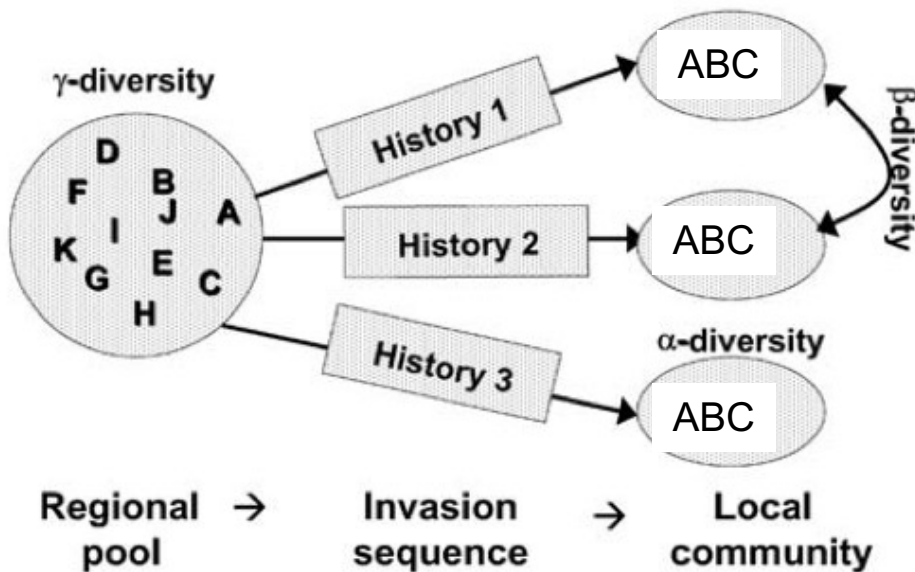 γ-diversity
D
F
B
J
A
I
K
G
E
C
H
History 1
History 2
History 3
ABC
ABC
β-diversity
α-diversity
ABC
Regional → Invasion → Local
pool sequence community